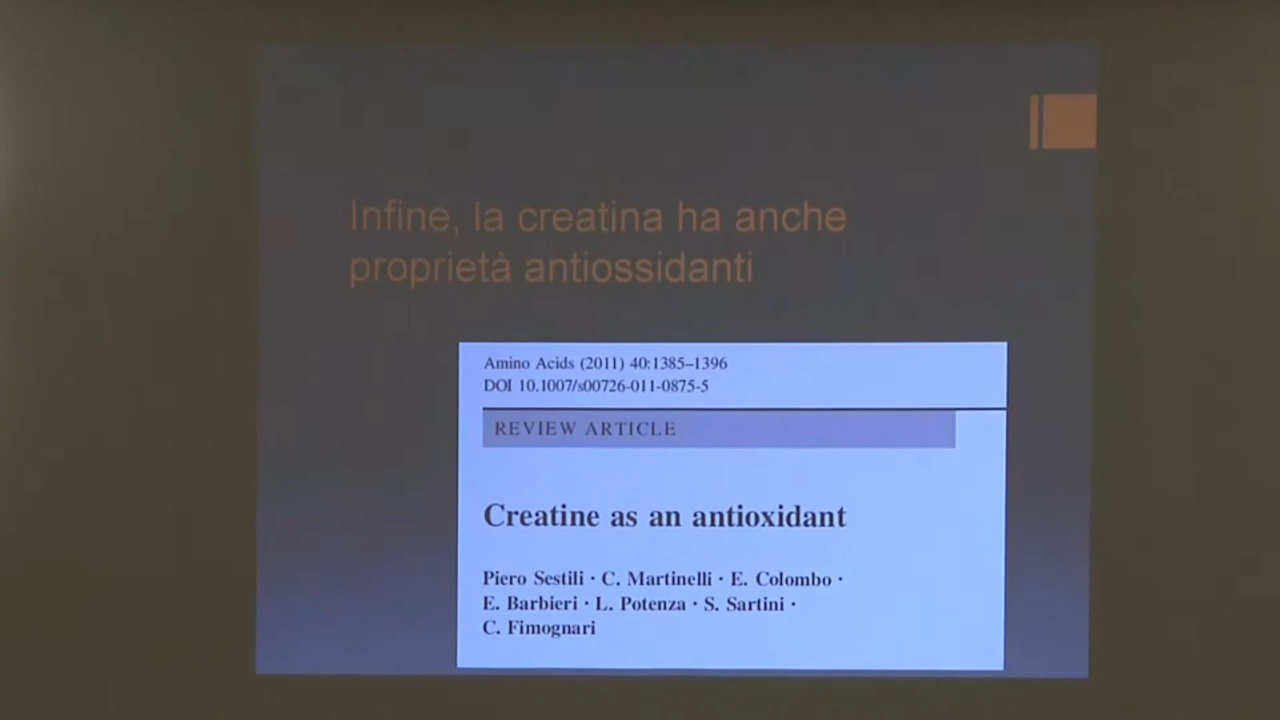 Infine, la creatina ha anche
proprietà antiossidanti
Amino Acids (2011) 40:1385–1396
DOI 10.1007/s00726-011-0875-5
REVIEW ARTICLE
Creatine as an antioxidant
Piero Sestili · C. Martinelli · E. Colombo ·
E. Barbieri · L. Potenza · S. Sartini ·
C. Fimognari